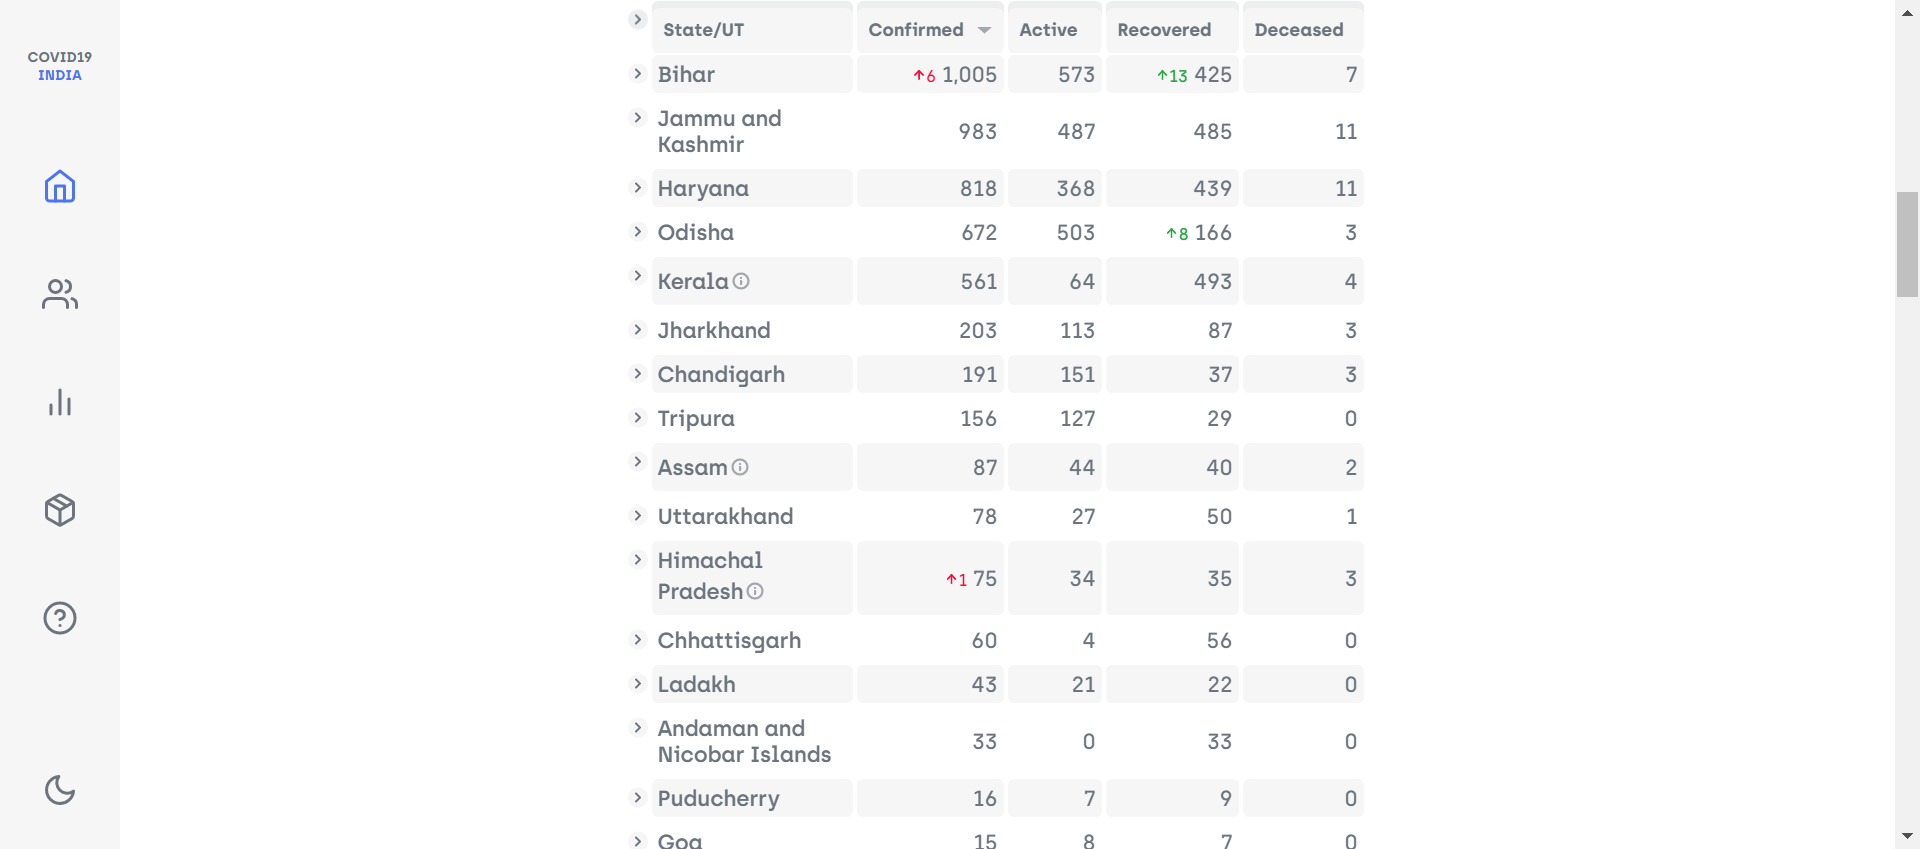 COVID19
INDIA
State/UT Confirmed Active Recovered Deceased
Bihar ↑6 1,005 573 ↑13 425 7
Jammu and
Kashmir 983 487 485 11
Haryana 818 368 439 11
Odisha 672 503 ↑8 166 3
Kerala 561 64 493 4
Jharkhand 203 113 87 3
Chandigarh 191 151 37 3
Tripura 156 127 29 0
Assam 87 44 40 2
Uttarakhand 78 27 50 1
Himachal
Pradesh ↑1 75 34 35 3
Chhattisgarh 60 4 56 0
Ladakh 43 21 22 0
Andaman and
Nicobar Islands 33 0 33 0
Puducherry 16 7 9 0
Goa 15 8 7 0